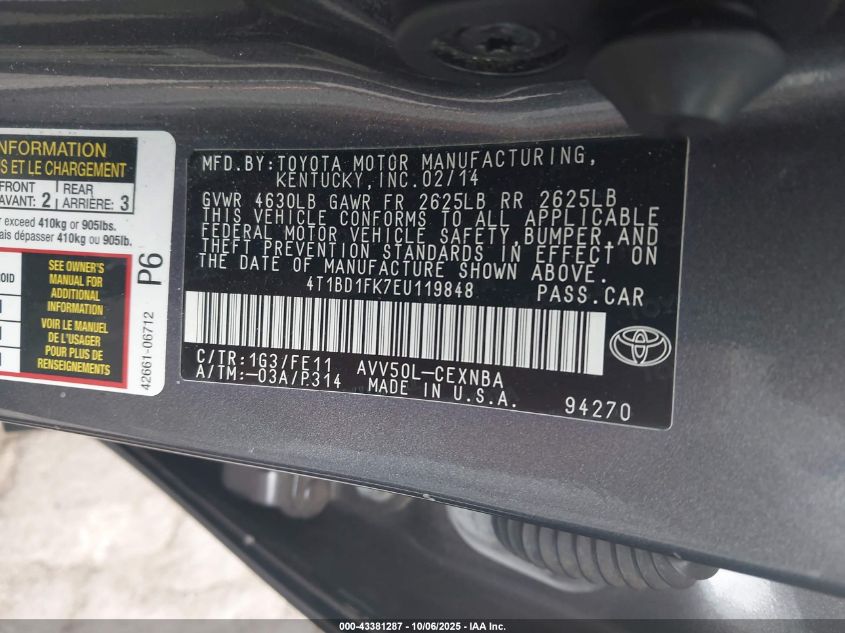 NFORMATION
S ET LE CHARGEMENT
FRONT
AVANT: 2
REAR
ARRIÈRE: 3
exceed 410kg or 905lbs.
ais dépasser 410kg ou 905lb.
OID
SEE OWNER'S
MANUAL FOR
ADDITIONAL
INFORMATION
VOIR LE MANUEL
DE L'USAGER
POUR PLUS DE
RENSEIGNEMENTS
P6
42661-06712
MFD.BY:TOYOTA MOTOR MANUFACTURING,
KENTUCKY,INC.02/14
GVWR 4630LB GAWR FR 2625LB RR 2625LB
THIS VEHICLE CONFORMS TO ALL APPLICABLE
FEDERAL MOTOR VEHICLE SAFETY,BUMPER,AND
THEFT PREVENTION STANDARDS IN EFFECT ON
THE DATE OF MANUFACTURE SHOWN ABOVE.
4T1BD1FK7EU119848 PASS.CAR
C/TR:1G3/FE11 AVV50L-CEXNBA
A/TM:-03A/P314 MADE IN U.S.A.
94270
000-43381287 - 10/06/2025 - IAA Inc.